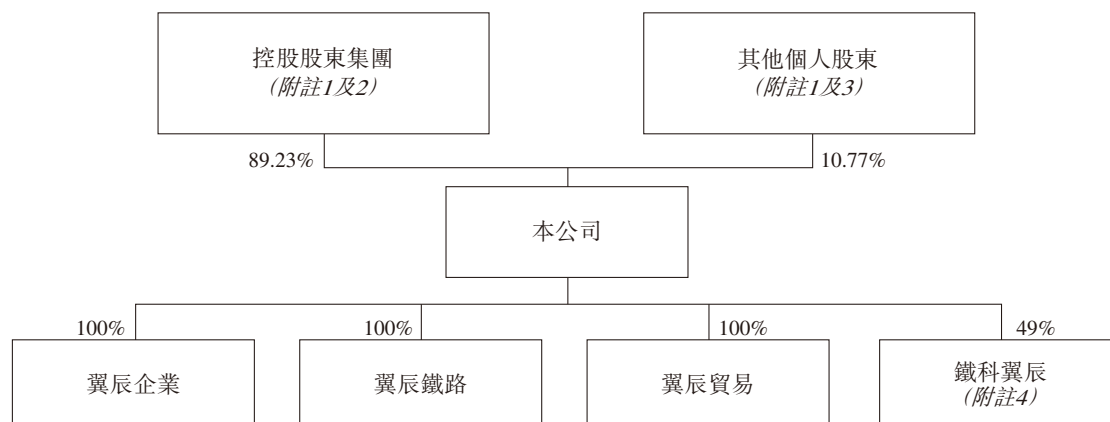 控股股東集團
（附註1及2）
其他個人股東
（附註1及3）
89.23%
10.77%
本公司
100%
100%
100%
49%
翼辰企業
翼辰鐵路
翼辰貿易
鐵科翼辰
（附註4）